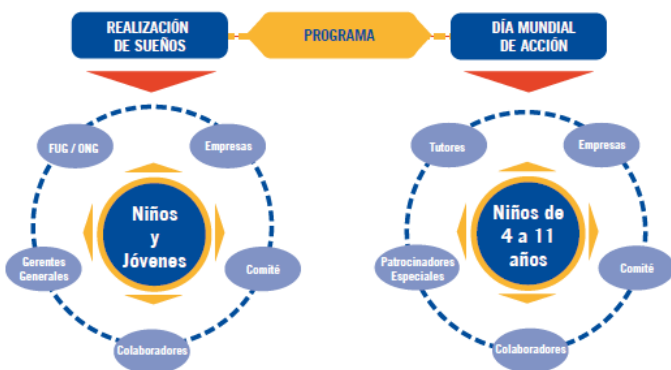 REALIZACIÓN
DE SUEÑOS
PROGRAMA
DÍA MUNDIAL
DE ACCIÓN
FUG / ONG
Empresas
Niños
y
Jóvenes
Gerentes
Generales
Comité
Colaboradores
Tutores
Empresas
Niños de
4 a 11
años
Patrocinadores
Especiales
Comité
Colaboradores